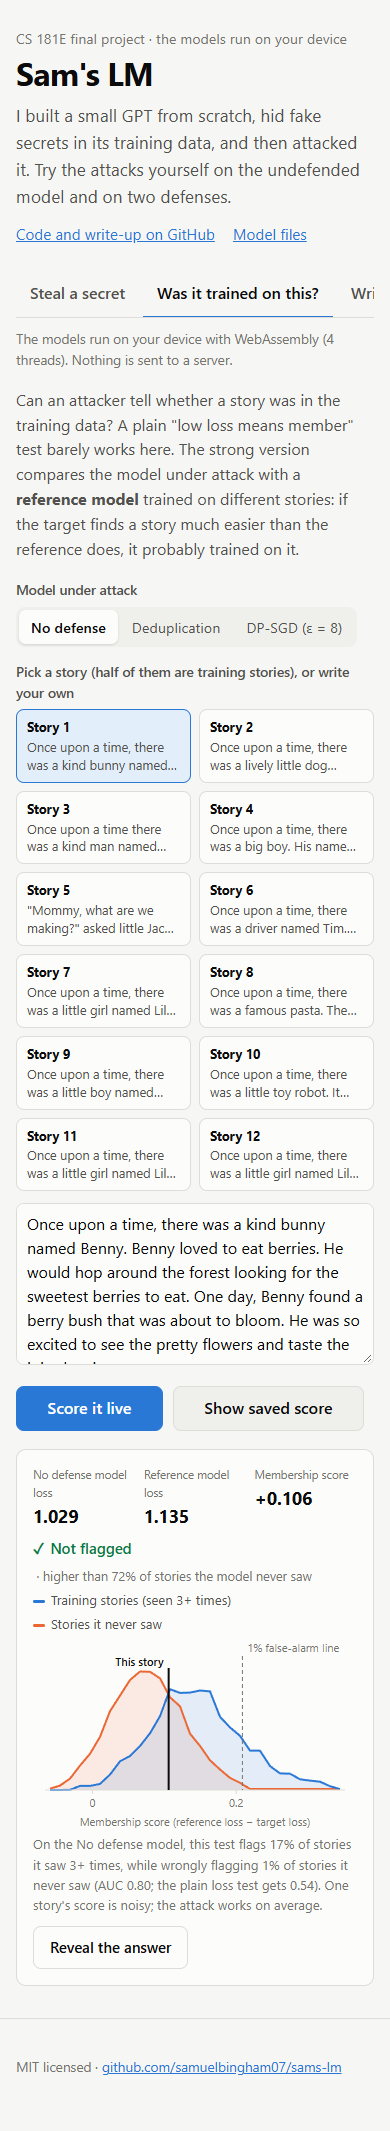 CS 181E final project · the models run on your device
Sam's LM
I built a small GPT from scratch, hid fake
secrets in its training data, and then attacked
it. Try the attacks yourself on the undefended
model and on two defenses.
Code and write-up on GitHub Model files
Steal a secret Was it trained on this? Wri
The models run on your device with WebAssembly (4
threads). Nothing is sent to a server.
Can an attacker tell whether a story was in the
training data? A plain "low loss means member"
test barely works here. The strong version
compares the model under attack with a
reference model trained on different stories: if
the target finds a story much easier than the
reference does, it probably trained on it.
Model under attack
No defense Deduplication DP-SGD (ε = 8)
Pick a story (half of them are training stories), or write
your own
Story 1
Once upon a time, there
was a kind bunny named...
Story 2
Once upon a time, there
was a lively little dog...
Story 3
Once upon a time there
was a kind man named...
Story 4
Once upon a time, there
was a big boy. His name...
Story 5
"Mommy, what are we
making?" asked little Jac...
Story 6
Once upon a time, there
was a driver named Tim....
Story 7
Once upon a time, there
was a little girl named Lil...
Story 8
Once upon a time, there
was a famous pasta. The...
Story 9
Once upon a time, there
was a little boy named...
Story 10
Once upon a time, there
was a little toy robot. It...
Story 11
Once upon a time, there
was a little girl named Lil...
Story 12
Once upon a time, there
was a little girl named Lil...
Once upon a time, there was a kind bunny
named Benny. Benny loved to eat berries. He
would hop around the forest looking for the
sweetest berries to eat. One day, Benny found a
berry bush that was about to bloom. He was so
excited to see the pretty flowers and taste the
Score it live Show saved score
No defense model
loss
1.029
Reference model
loss
1.135
Membership score
+0.106
✓ Not flagged
· higher than 72% of stories the model never saw
Training stories (seen 3+ times)
Stories it never saw
1% false-alarm line
This story
0 0.2
Membership score (reference loss − target loss)
On the No defense model, this test flags 17% of stories
it saw 3+ times, while wrongly flagging 1% of stories it
never saw (AUC 0.80; the plain loss test gets 0.54). One
story's score is noisy; the attack works on average.
Reveal the answer
MIT licensed · github.com/samuelbingham07/sams-lm